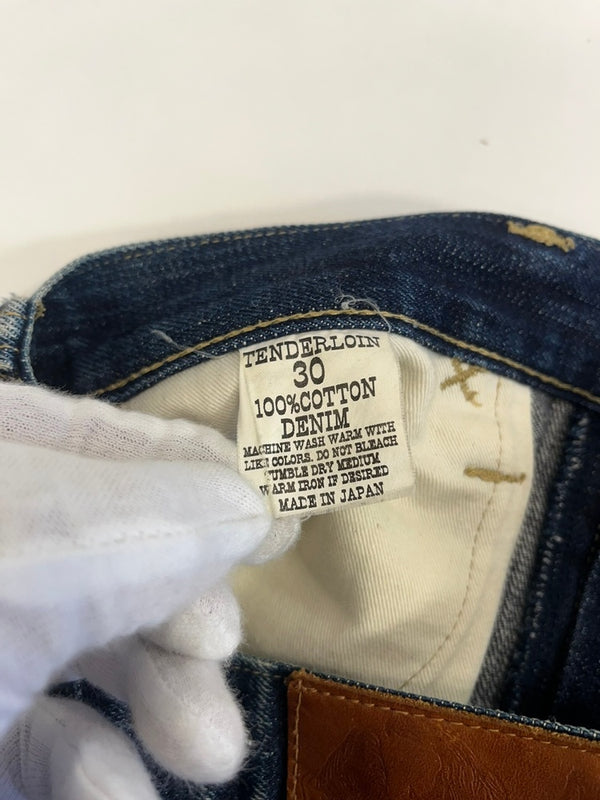 TENDERLOIN
30
100%COTTON
DENIM
MACHINE WASH WARM WITH
LIKE COLORS. DO NOT BLEACH
TUMBLE DRY MEDIUM
WARM IRON IF DESIRED
MADE IN JAPAN